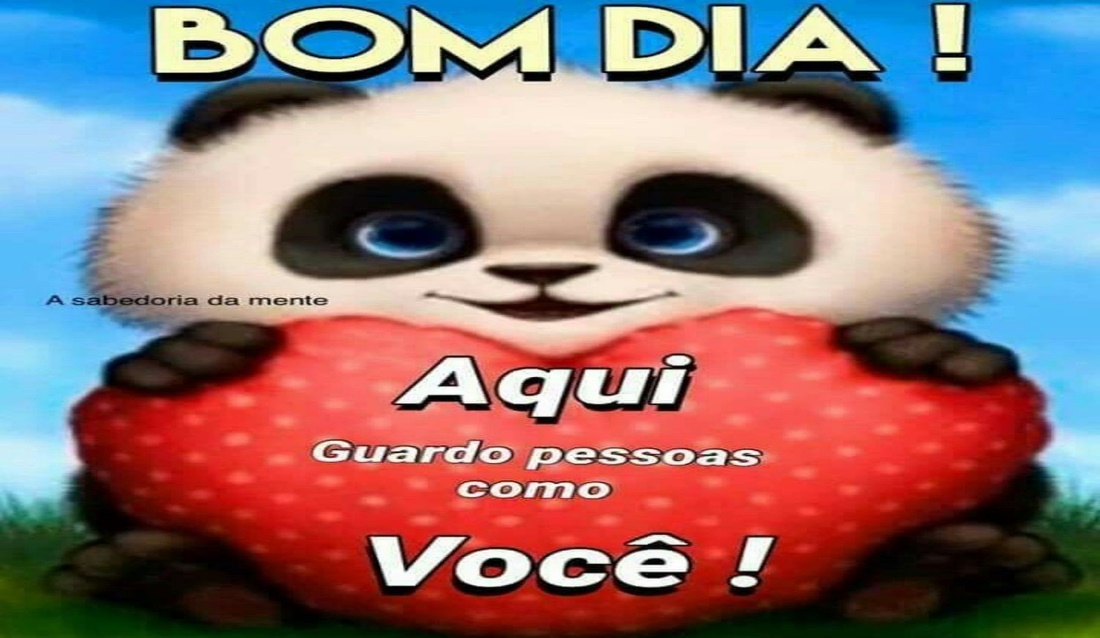 BOM DIA !
A sabedoria da mente
Aqui
Guardo pessoas
como
Você !